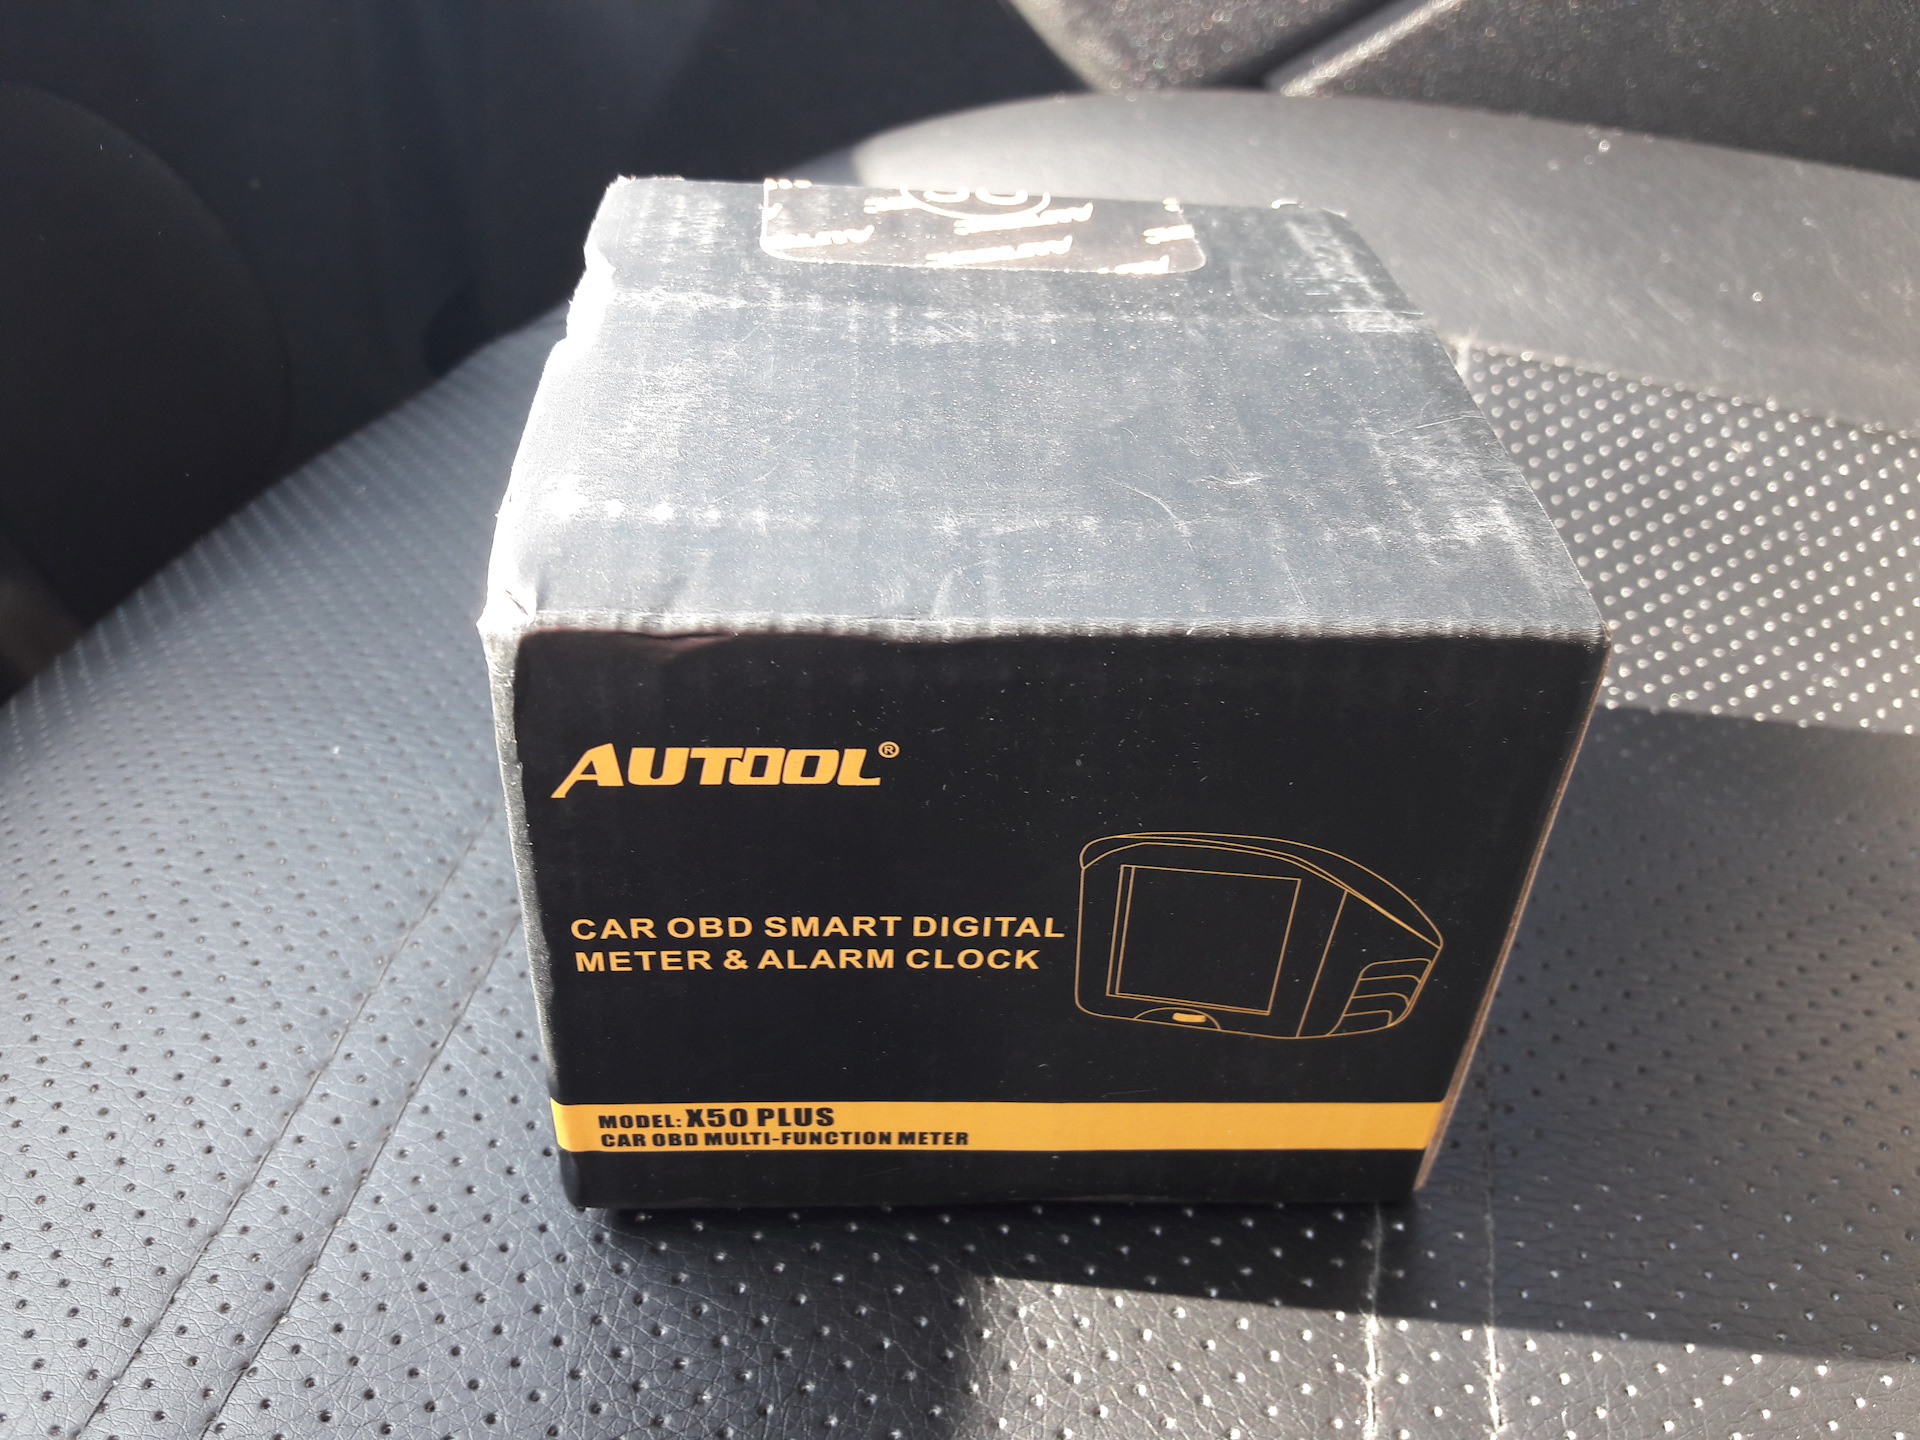 AUTOOL®
CAR OBD SMART DIGITAL
METER & ALARM CLOCK
MODEL: X50 PLUS
CAR OBD MULTI-FUNCTION METER